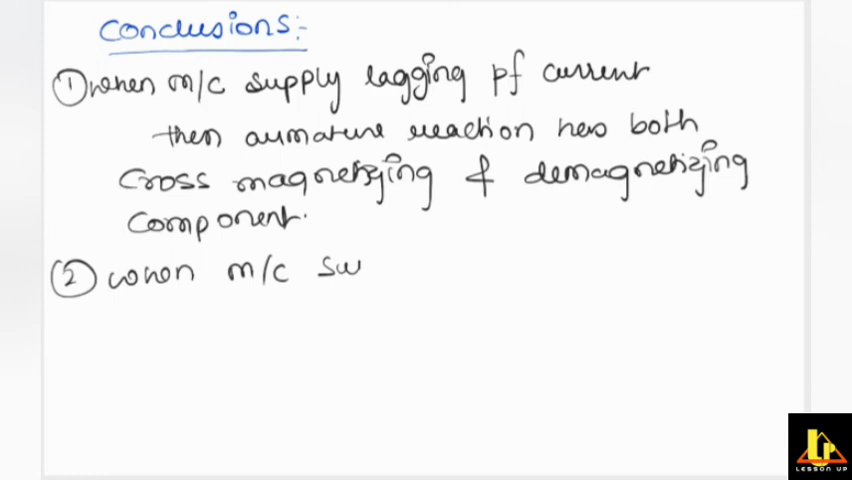 Conclusions:-
① when m/c supply lagging pf current
then armature reaction has both
cross magnetizing & demagnetizing
component.
② when m/c su
LESSON UP